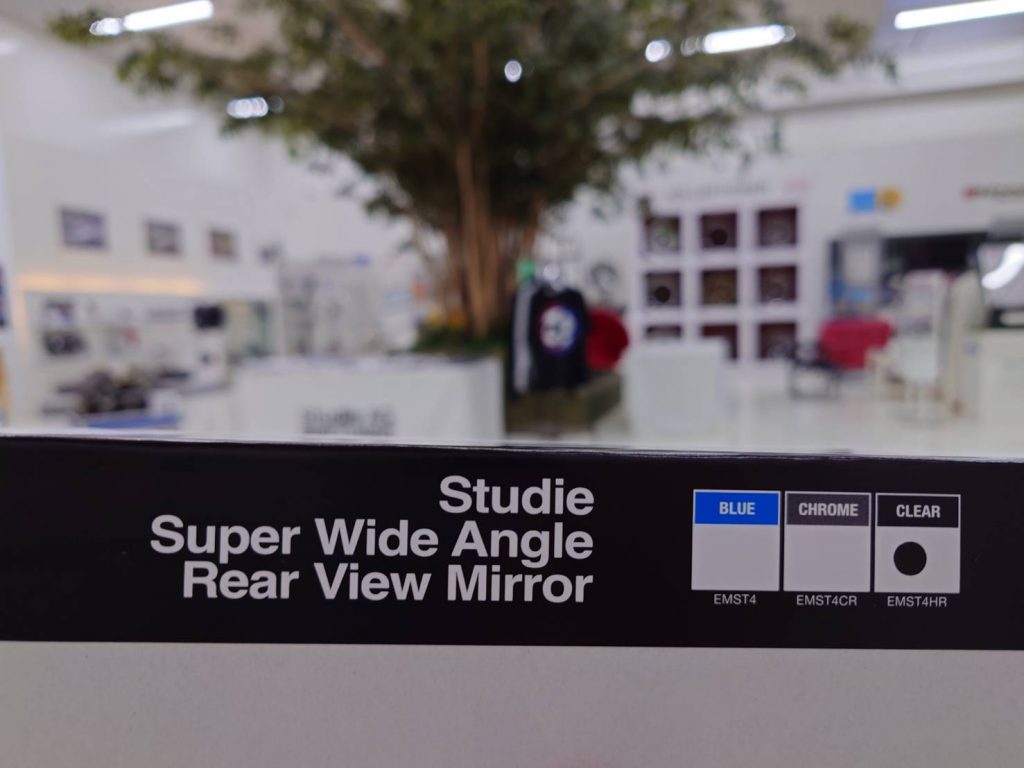 Studie
Super Wide Angle
Rear View Mirror
BLUE CHROME CLEAR
EMST4 EMST4CR EMST4HR